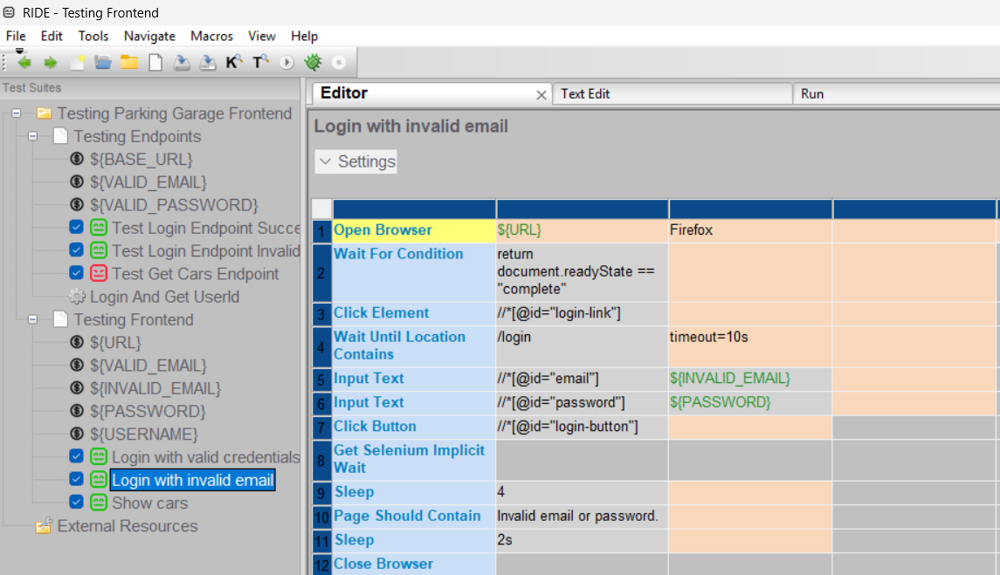 RIDE - Testing Frontend
File Edit Tools Navigate Macros View Help
K T
Test Suites
Testing Parking Garage Frontend
Testing Endpoints
${BASE_URL}
${VALID_EMAIL}
${VALID_PASSWORD}
Test Login Endpoint Succe
Test Login Endpoint Invalid
Test Get Cars Endpoint
Login And Get UserId
Testing Frontend
${URL}
${VALID_EMAIL}
${INVALID_EMAIL}
${PASSWORD}
${USERNAME}
Login with valid credentials
Login with invalid email
Show cars
External Resources
Editor Text Edit Run
Login with invalid email
Settings
1 Open Browser ${URL} Firefox
2 Wait For Condition return
document.readyState ==
"complete"
3 Click Element //*[@id="login-link"]
4 Wait Until Location /login timeout=10s
Contains
5 Input Text //*[@id="email"] ${INVALID_EMAIL}
6 Input Text //*[@id="password"] ${PASSWORD}
7 Click Button //*[@id="login-button"]
8 Get Selenium Implicit
Wait
9 Sleep 4
10 Page Should Contain Invalid email or password.
11 Sleep 2s
12 Close Browser